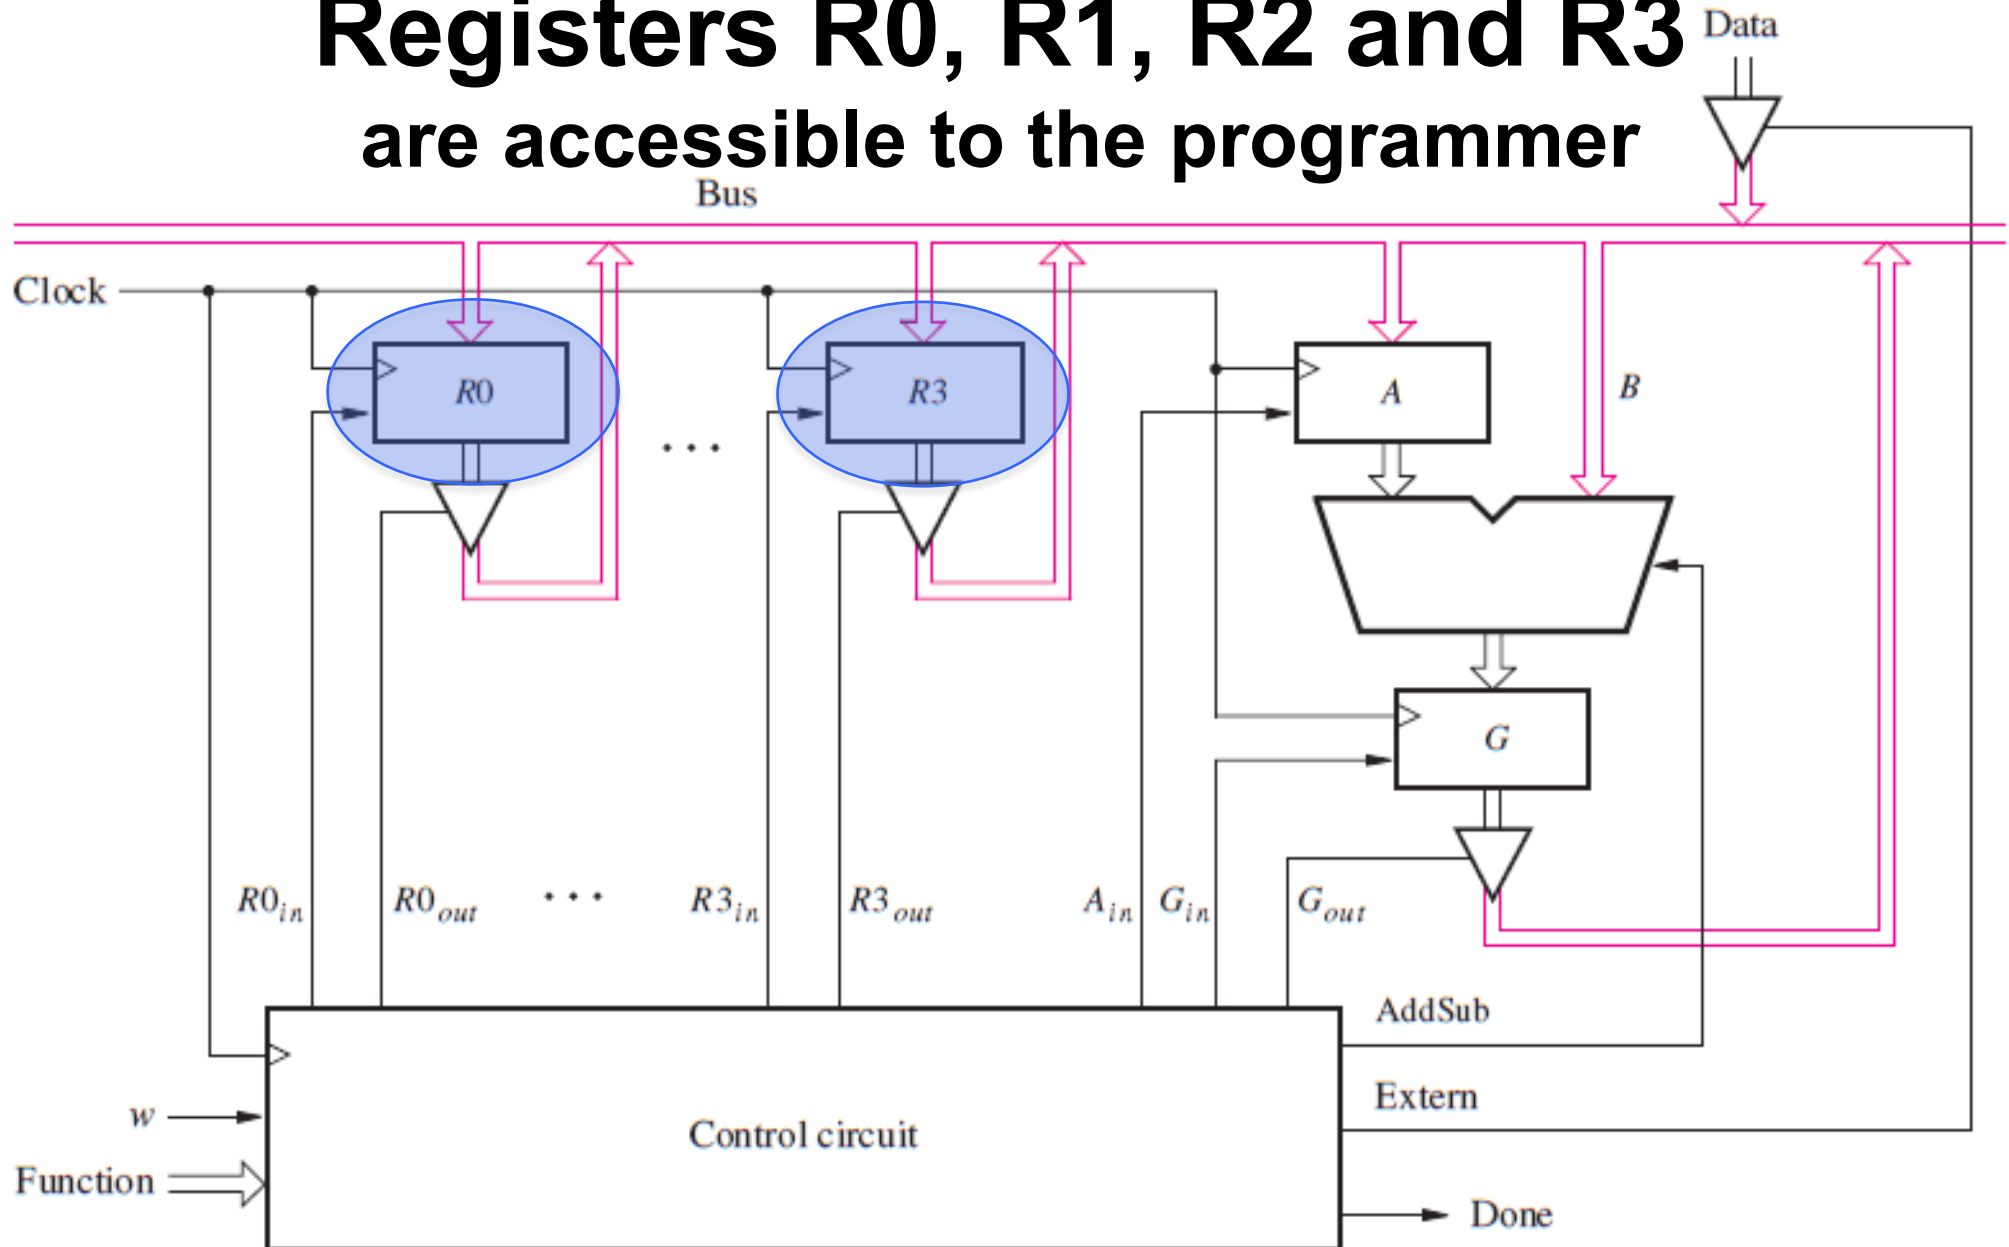 Registers R0, R1, R2 and R3
are accessible to the programmer
Data
Bus
Clock
R0
...
R3
A
B
G
R0in
R0out
...
R3in
R3out
Ain
Gin
Gout
AddSub
Extern
w
Function
Control circuit
Done